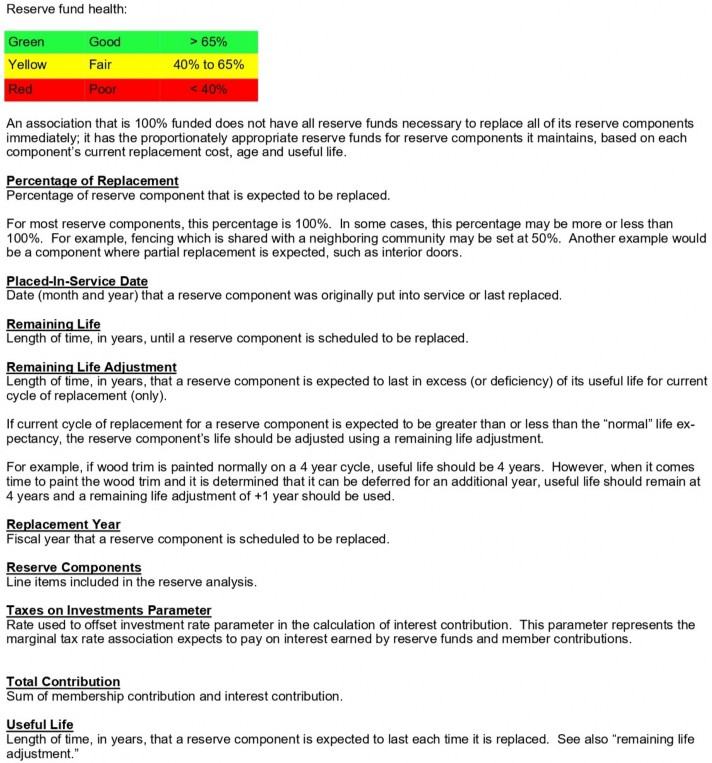 Reserve fund health:
Green Good > 65%
Yellow Fair 40% to 65%
Red Poor < 40%
An association that is 100% funded does not have all reserve funds necessary to replace all of its reserve components
immediately; it has the proportionately appropriate reserve funds for reserve components it maintains, based on each
component's current replacement cost, age and useful life.
Percentage of Replacement
Percentage of reserve component that is expected to be replaced.
For most reserve components, this percentage is 100%. In some cases, this percentage may be more or less than
100%. For example, fencing which is shared with a neighboring community may be set at 50%. Another example would
be a component where partial replacement is expected, such as interior doors.
Placed-In-Service Date
Date (month and year) that a reserve component was originally put into service or last replaced.
Remaining Life
Length of time, in years, until a reserve component is scheduled to be replaced.
Remaining Life Adjustment
Length of time, in years, that a reserve component is expected to last in excess (or deficiency) of its useful life for current
cycle of replacement (only).
If current cycle of replacement for a reserve component is expected to be greater than or less than the "normal" life ex-
pectancy, the reserve component's life should be adjusted using a remaining life adjustment.
For example, if wood trim is painted normally on a 4 year cycle, useful life should be 4 years. However, when it comes
time to paint the wood trim and it is determined that it can be deferred for an additional year, useful life should remain at
4 years and a remaining life adjustment of +1 year should be used.
Replacement Year
Fiscal year that a reserve component is scheduled to be replaced.
Reserve Components
Line items included in the reserve analysis.
Taxes on Investments Parameter
Rate used to offset investment rate parameter in the calculation of interest contribution. This parameter represents the
marginal tax rate association expects to pay on interest earned by reserve funds and member contributions.
Total Contribution
Sum of membership contribution and interest contribution.
Useful Life
Length of time, in years, that a reserve component is expected to last each time it is replaced. See also "remaining life
adjustment."